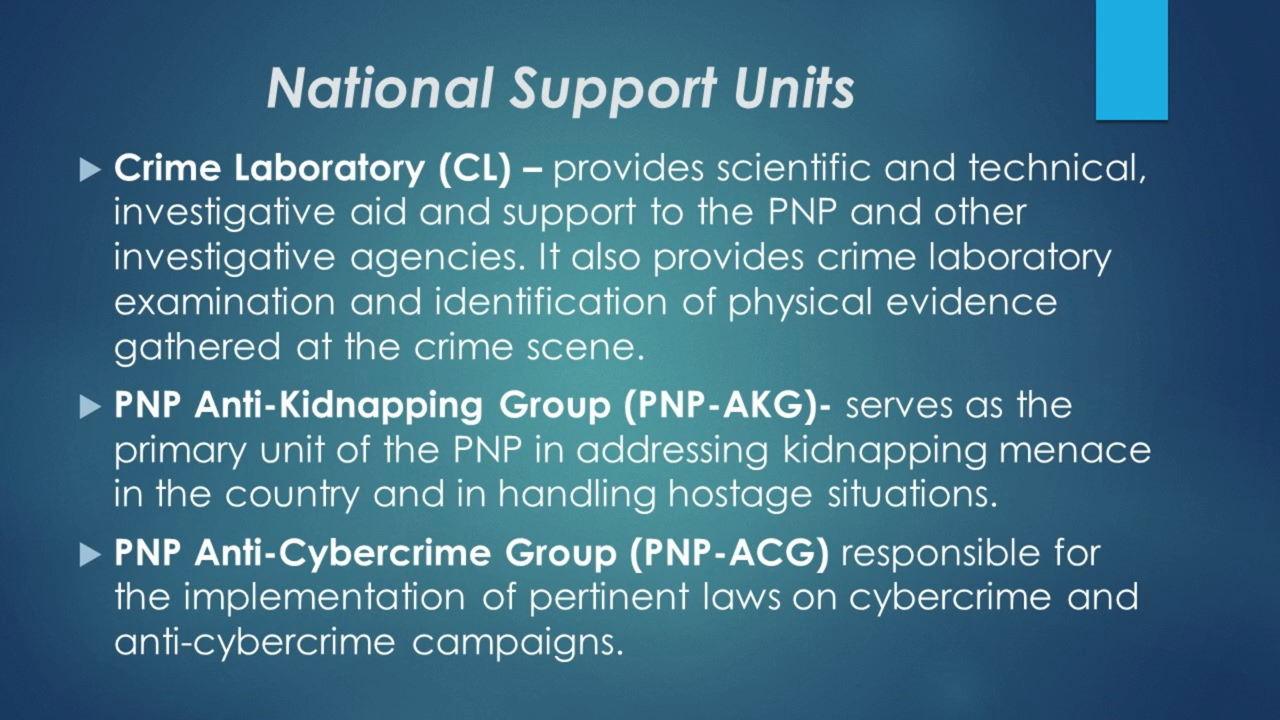 National Support Units
Crime Laboratory (CL) – provides scientific and technical,
investigative aid and support to the PNP and other
investigative agencies. It also provides crime laboratory
examination and identification of physical evidence
gathered at the crime scene.
PNP Anti-Kidnapping Group (PNP-AKG)- serves as the
primary unit of the PNP in addressing kidnapping menace
in the country and in handling hostage situations.
PNP Anti-Cybercrime Group (PNP-ACG) responsible for
the implementation of pertinent laws on cybercrime and
anti-cybercrime campaigns.